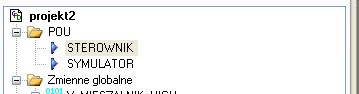 projekt2
POU
STEROWNIK
SYMULATOR
Zmienne globalne